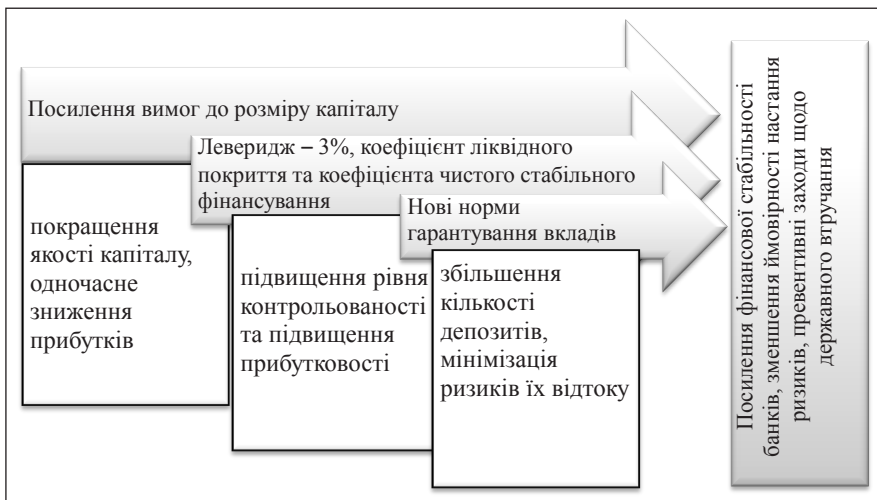 Посилення вимог до розміру капіталу
Леверидж – 3%, коефіцієнт ліквідного
покриття та коефіцієнта чистого стабільного
фінансування
Нові норми
гарантування вкладів
покращення
якості капіталу,
одночасне
зниження
прибутків
підвищення рівня
контрольованості
та підвищення
прибутковості
збільшення
кількості
депозитів,
мінімізація
ризиків їх відтоку
Посилення фінансової стабільності
банків, зменшення ймовірності настання
ризиків, превентивні заходи щодо
державного втручання